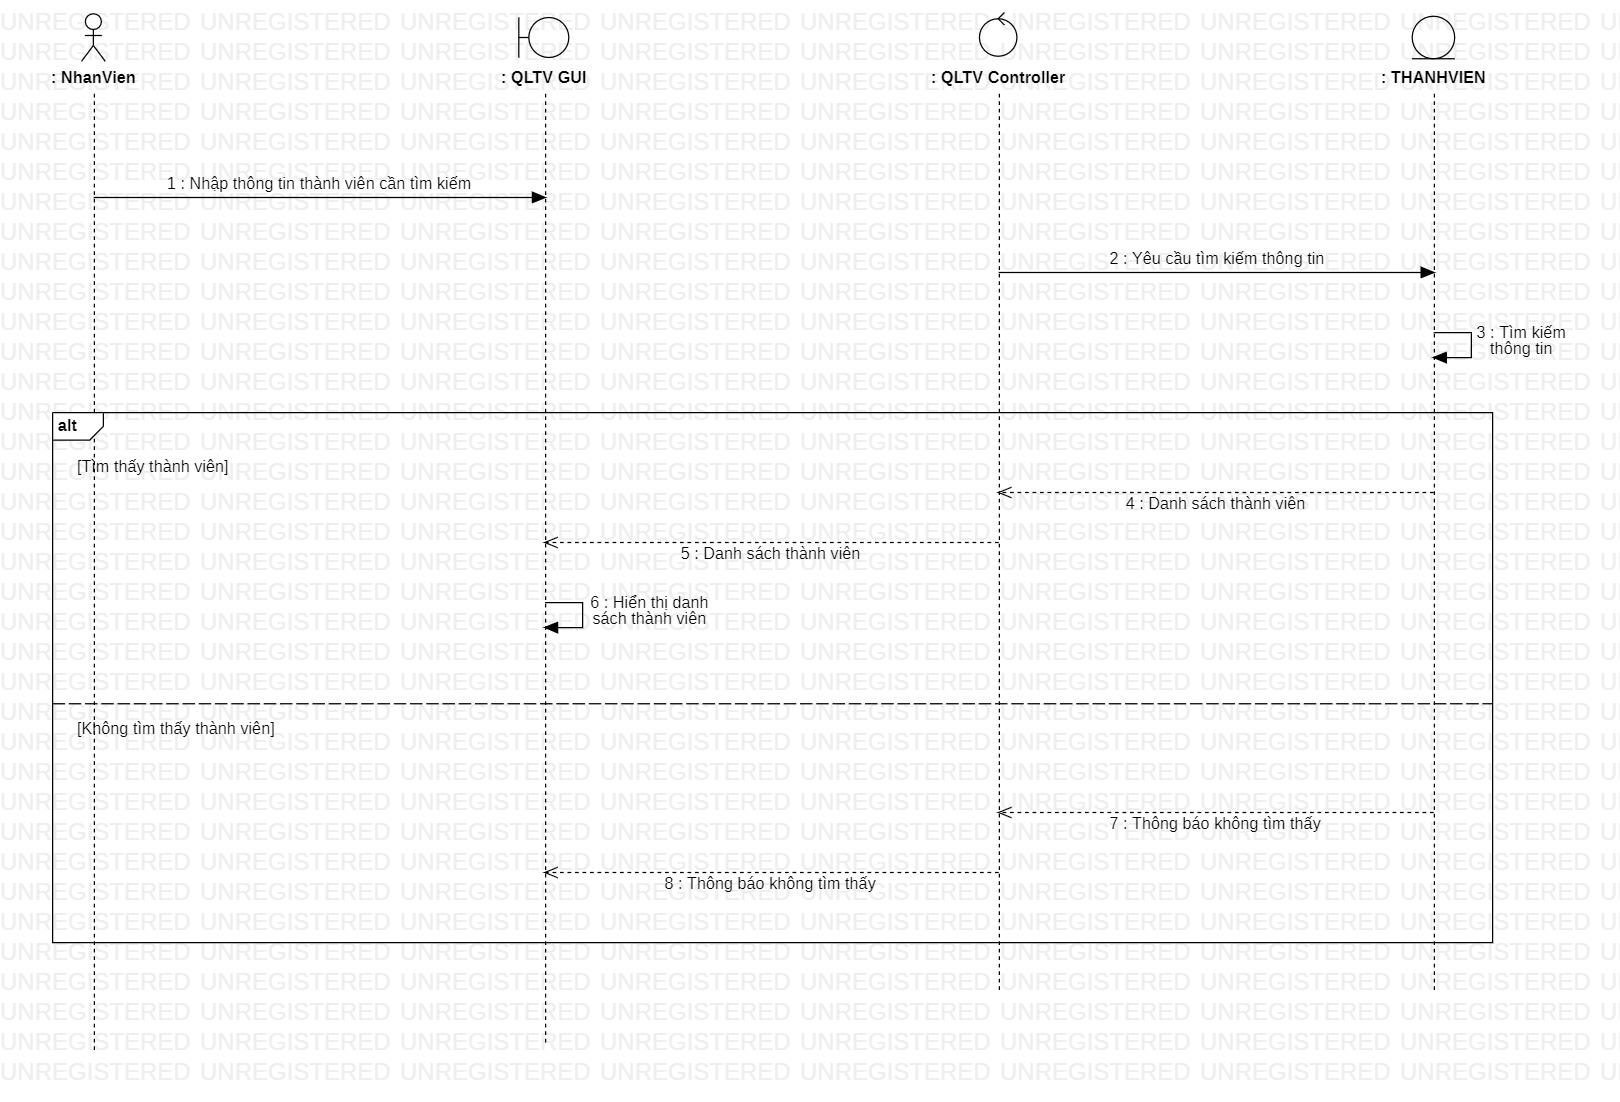 : NhanVien
: QLTV GUI
: QLTV Controller
: THANHVIEN
1 : Nhập thông tin thành viên cần tìm kiếm
2 : Yêu cầu tìm kiếm thông tin
3 : Tìm kiếm
thông tin
alt
[Tìm thấy thành viên]
4 : Danh sách thành viên
5 : Danh sách thành viên
6 : Hiển thị danh
sách thành viên
[Không tìm thấy thành viên]
7 : Thông báo không tìm thấy
8 : Thông báo không tìm thấy
UNREGISTERED